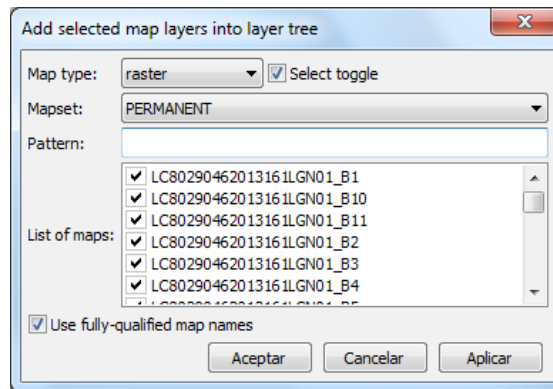 Add selected map layers into layer tree
Map type: raster Select toggle
Mapset: PERMANENT
Pattern:
LC80290462013161LGN01_B1
LC80290462013161LGN01_B10
LC80290462013161LGN01_B11
List of maps: LC80290462013161LGN01_B2
LC80290462013161LGN01_B3
LC80290462013161LGN01_B4
Use fully-qualified map names
Aceptar Cancelar Aplicar